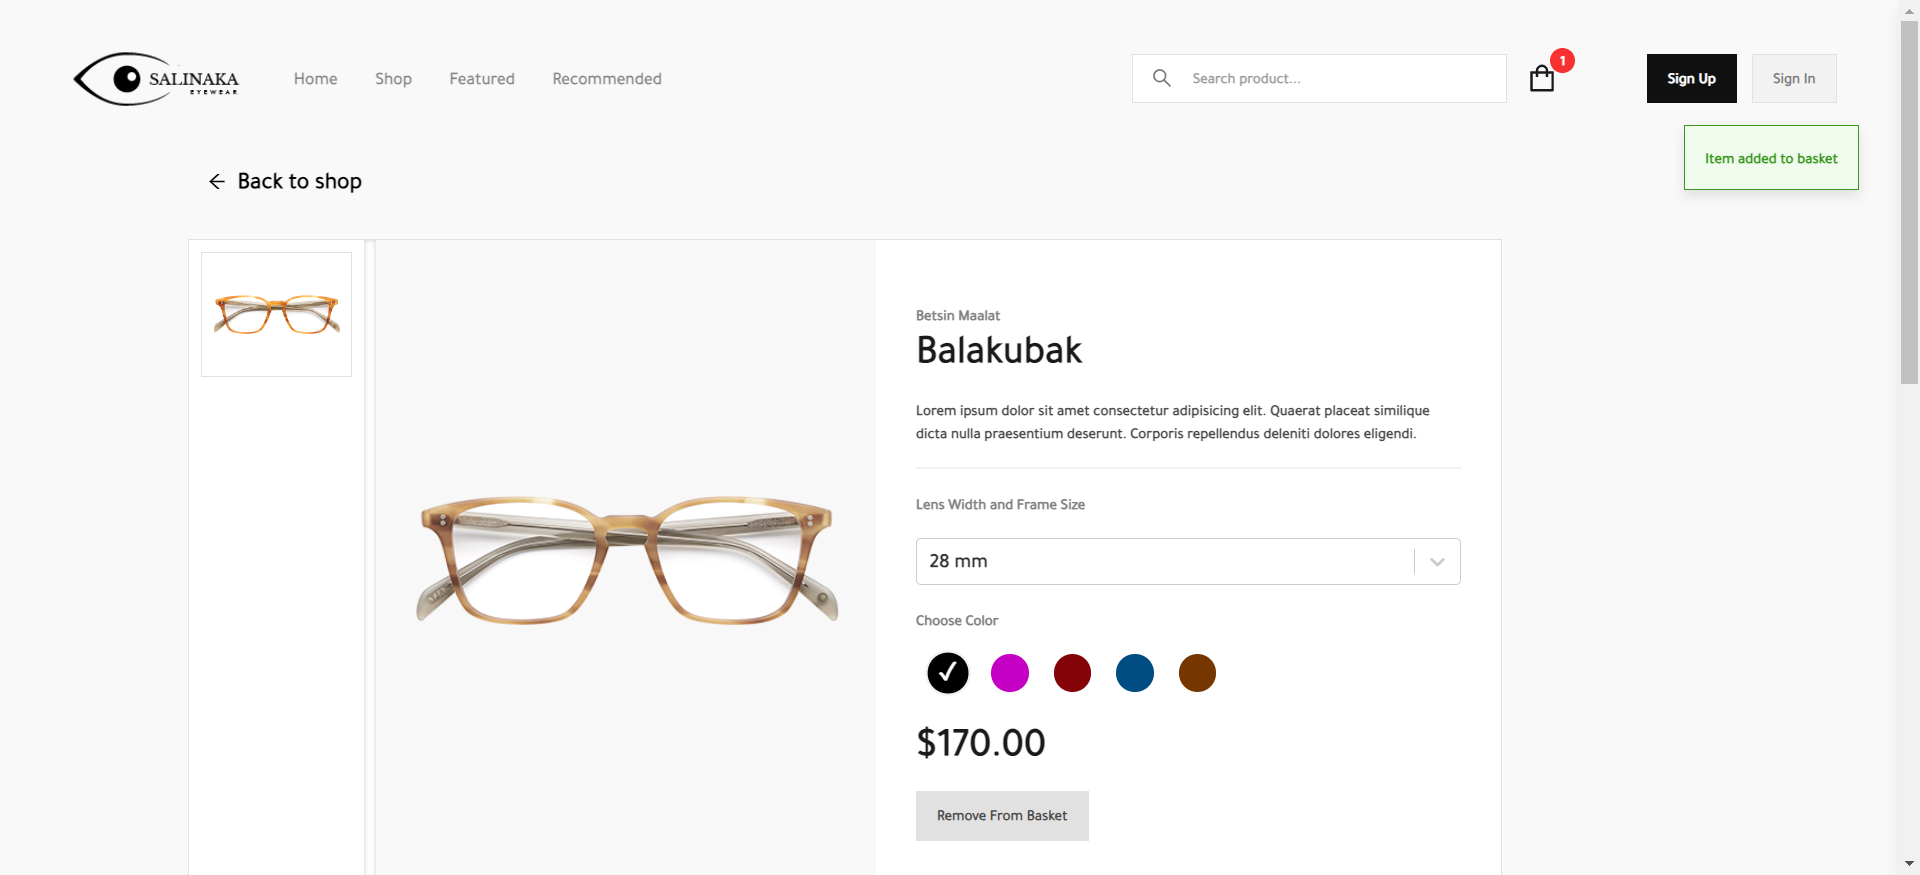 SALINAKA
EYEWEAR
Home
Shop
Featured
Recommended
Search product...
1
Sign Up
Sign In
Item added to basket
Back to shop
Betsin Maalat
Balakubak
Lorem ipsum dolor sit amet consectetur adipisicing elit. Quaerat placeat similique
dicta nulla praesentium deserunt. Corporis repellendus deleniti dolores eligendi.
Lens Width and Frame Size
28 mm
Choose Color
$170.00
Remove From Basket